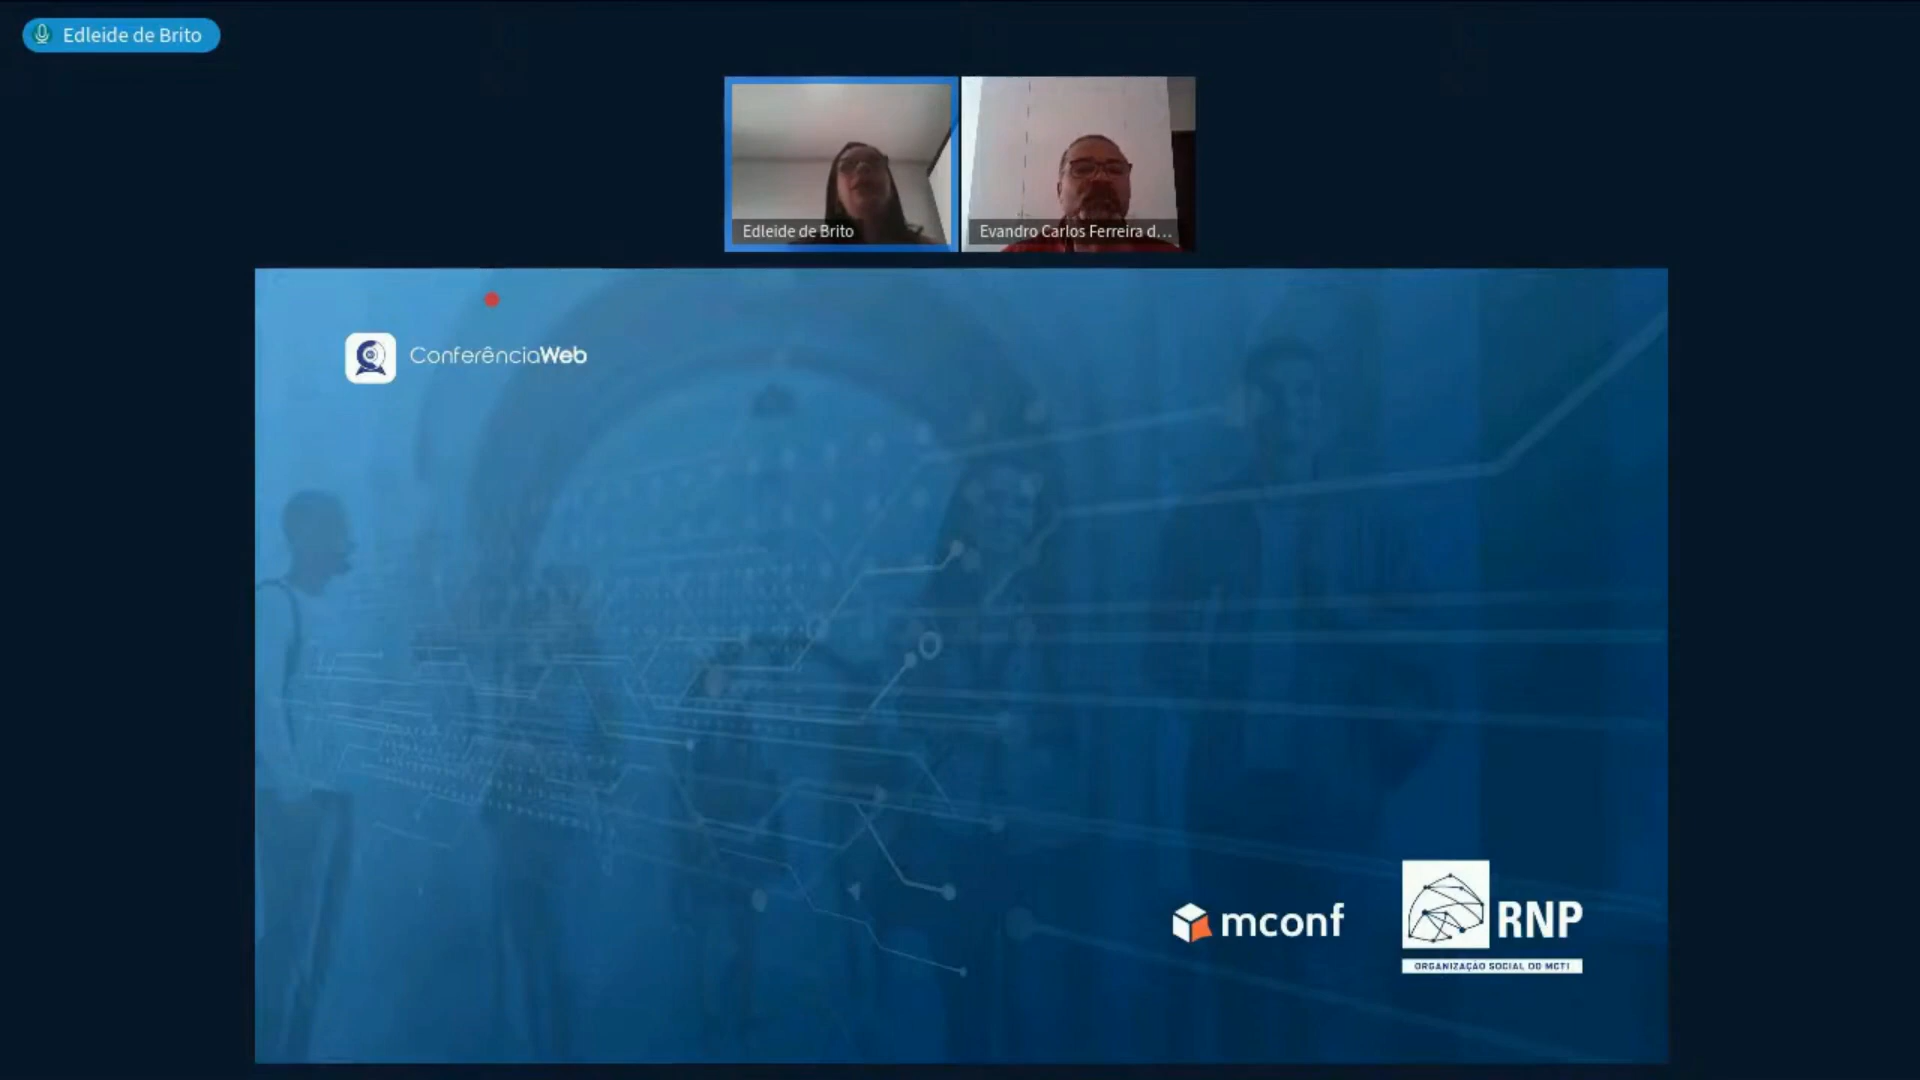 Edleide de Brito
Edleide de Brito
Evandro Carlos Ferreira d...
ConferênciaWeb
mconf
RNP
ORGANIZAÇÃO SOCIAL DO MCTI